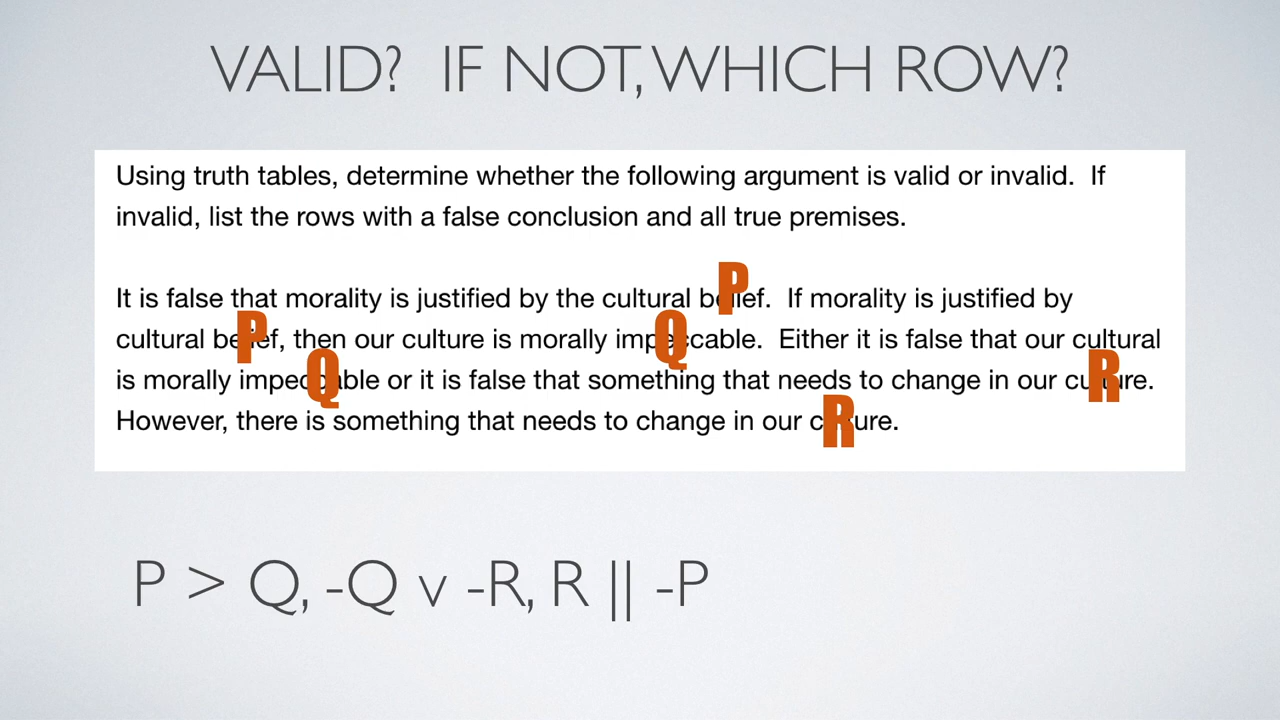 VALID? IF NOT, WHICH ROW?
Using truth tables, determine whether the following argument is valid or invalid. If
invalid, list the rows with a false conclusion and all true premises.
P
It is false that morality is justified by the cultural belief. If morality is justified by
P Q
cultural belief, then our culture is morally impeccable. Either it is false that our cultural
Q R
is morally impeccable or it is false that something that needs to change in our culture.
R
However, there is something that needs to change in our culture.
P > Q, -Q v -R, R || -P